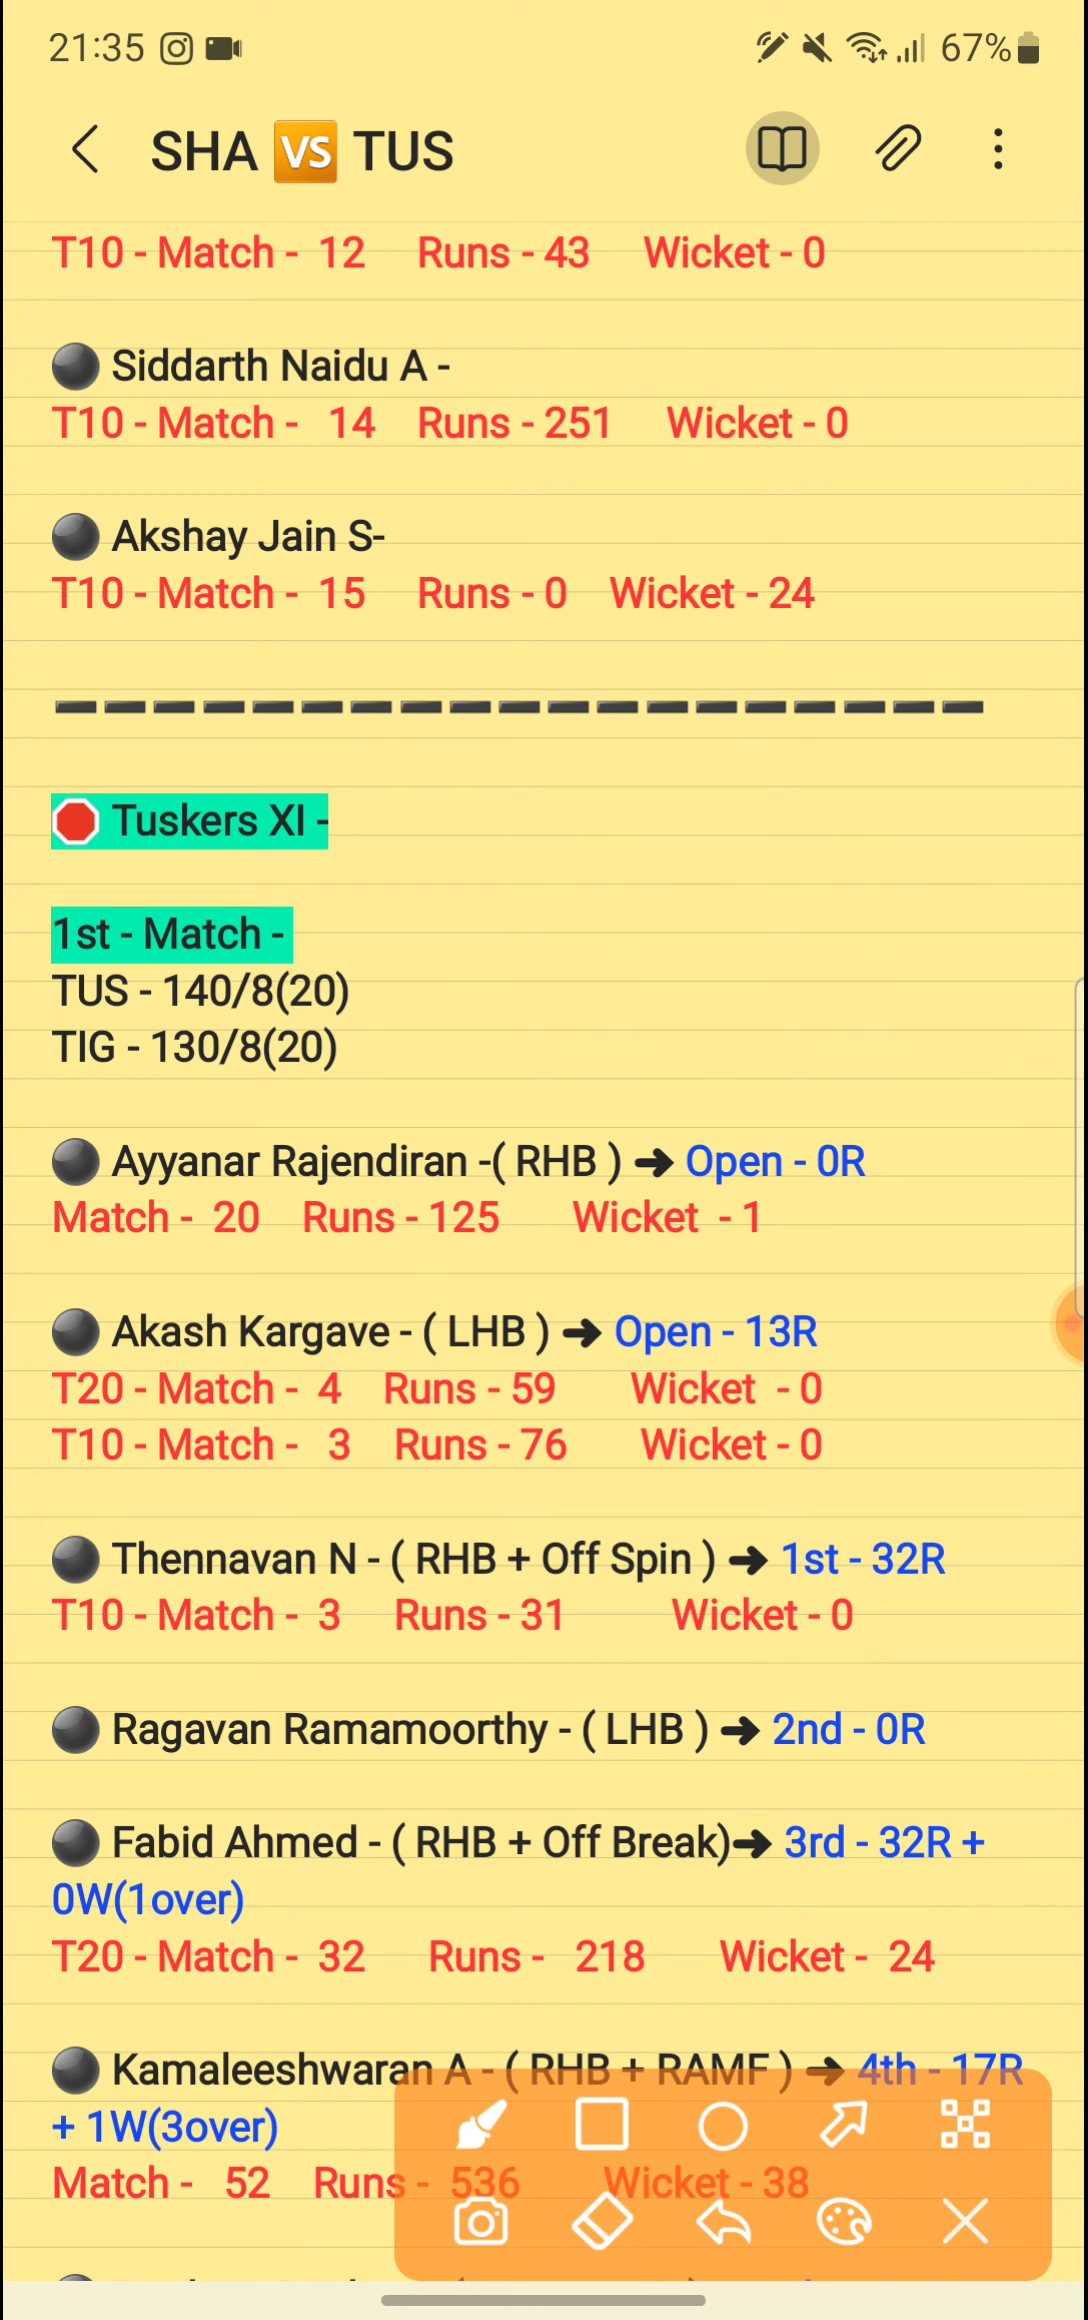 21:35 67%
SHA VS TUS
T10 - Match - 12 Runs - 43 Wicket - 0
Siddarth Naidu A -
T10 - Match - 14 Runs - 251 Wicket - 0
Akshay Jain S-
T10 - Match - 15 Runs - 0 Wicket - 24
Tuskers XI -
1st - Match -
TUS - 140/8(20)
TIG - 130/8(20)
Ayyanar Rajendiran -( RHB ) ➜ Open - 0R
Match - 20 Runs - 125 Wicket - 1
Akash Kargave - ( LHB ) ➜ Open - 13R
T20 - Match - 4 Runs - 59 Wicket - 0
T10 - Match - 3 Runs - 76 Wicket - 0
Thennavan N - ( RHB + Off Spin ) ➜ 1st - 32R
T10 - Match - 3 Runs - 31 Wicket - 0
Ragavan Ramamoorthy - ( LHB ) ➜ 2nd - 0R
Fabid Ahmed - ( RHB + Off Break)➜ 3rd - 32R +
0W(1over)
T20 - Match - 32 Runs - 218 Wicket - 24
Kamaleeshwaran A - ( RHB + RAMF ) ➜ 4th - 17R
+ 1W(3over)
Match - 52 Runs - 536 Wicket - 38